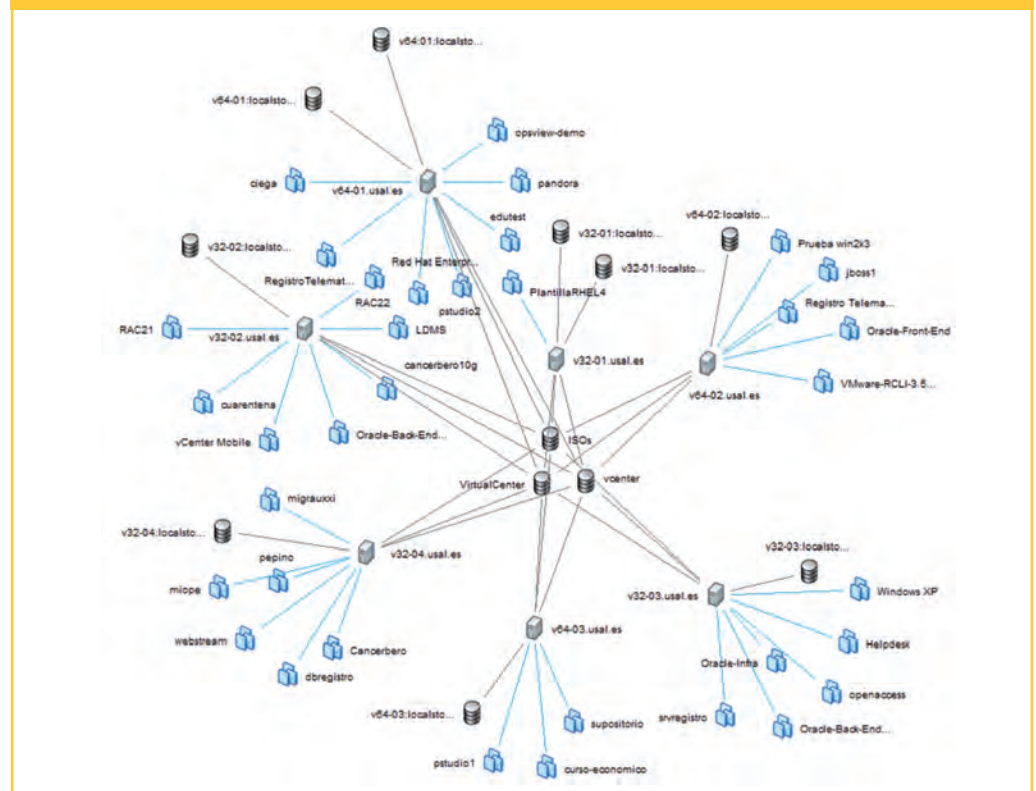 v64:01:localsto...
v64-01:localsto...
opsview-demo
ciega
v64-01.usal.es
pandora
edutest
v64-02:localsto...
v32-01:localsto...
v32-02:localsto...
Prueba win2k3
Red Hat Enterpr...
v32-01:localsto...
jboss1
RegistroTelemat...
PlantillaRHEL4
RAC22
pstudio2
Registro Telema...
RAC21
v32-02.usal.es
LDMS
Oracle-Front-End
v32-01.usal.es
cancerbero10g
VMware-RCLI-3.5...
v64-02.usal.es
cuarentena
vCenter Mobile
Oracle-Back-End...
ISOs
VirtualCenter
vcenter
migrauxxi
v32-04:localsto...
pepino
v32-04.usal.es
v32-03:localsto...
miope
v32-03.usal.es
Windows XP
v64-03.usal.es
webstream
Cancerbero
Helpdesk
Oracle-Infra
dbregistro
openaccess
v64-03:localsto...
supositorio
srvregistro
Oracle-Back-End...
pstudio1
curso-economico